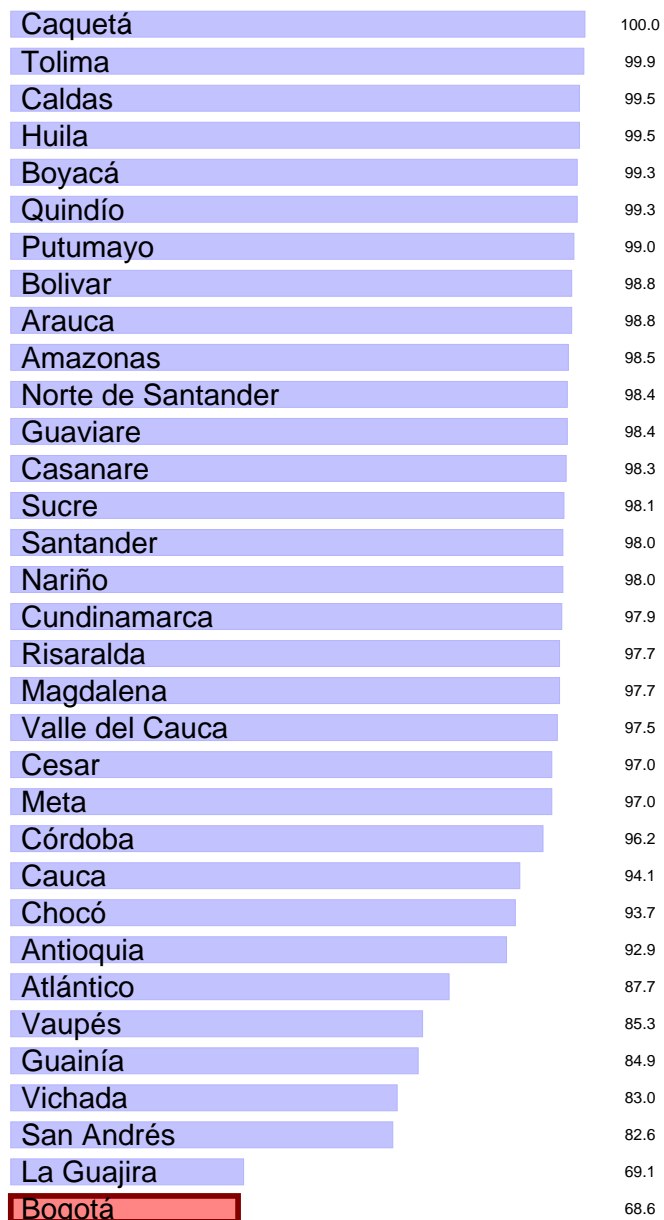 Caquetá 100.0
Tolima 99.9
Caldas 99.5
Huila 99.5
Boyacá 99.3
Quindío 99.3
Putumayo 99.0
Bolivar 98.8
Arauca 98.8
Amazonas 98.5
Norte de Santander 98.4
Guaviare 98.4
Casanare 98.3
Sucre 98.1
Santander 98.0
Nariño 98.0
Cundinamarca 97.9
Risaralda 97.7
Magdalena 97.7
Valle del Cauca 97.5
Cesar 97.0
Meta 97.0
Córdoba 96.2
Cauca 94.1
Chocó 93.7
Antioquia 92.9
Atlántico 87.7
Vaupés 85.3
Guainía 84.9
Vichada 83.0
San Andrés 82.6
La Guajira 69.1
Bogotá 68.6